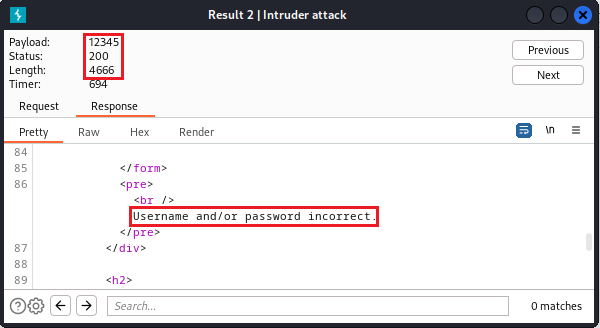 Result 2 | Intruder attack
Payload: 12345
Status: 200
Length: 4666
Timer: 694
Previous
Next
Request Response
Pretty Raw Hex Render
\n
84
85 </form>
86 <pre>
<br />
Username and/or password incorrect.
</pre>
87 </div>
88
89 <h2>
Search...
0 matches